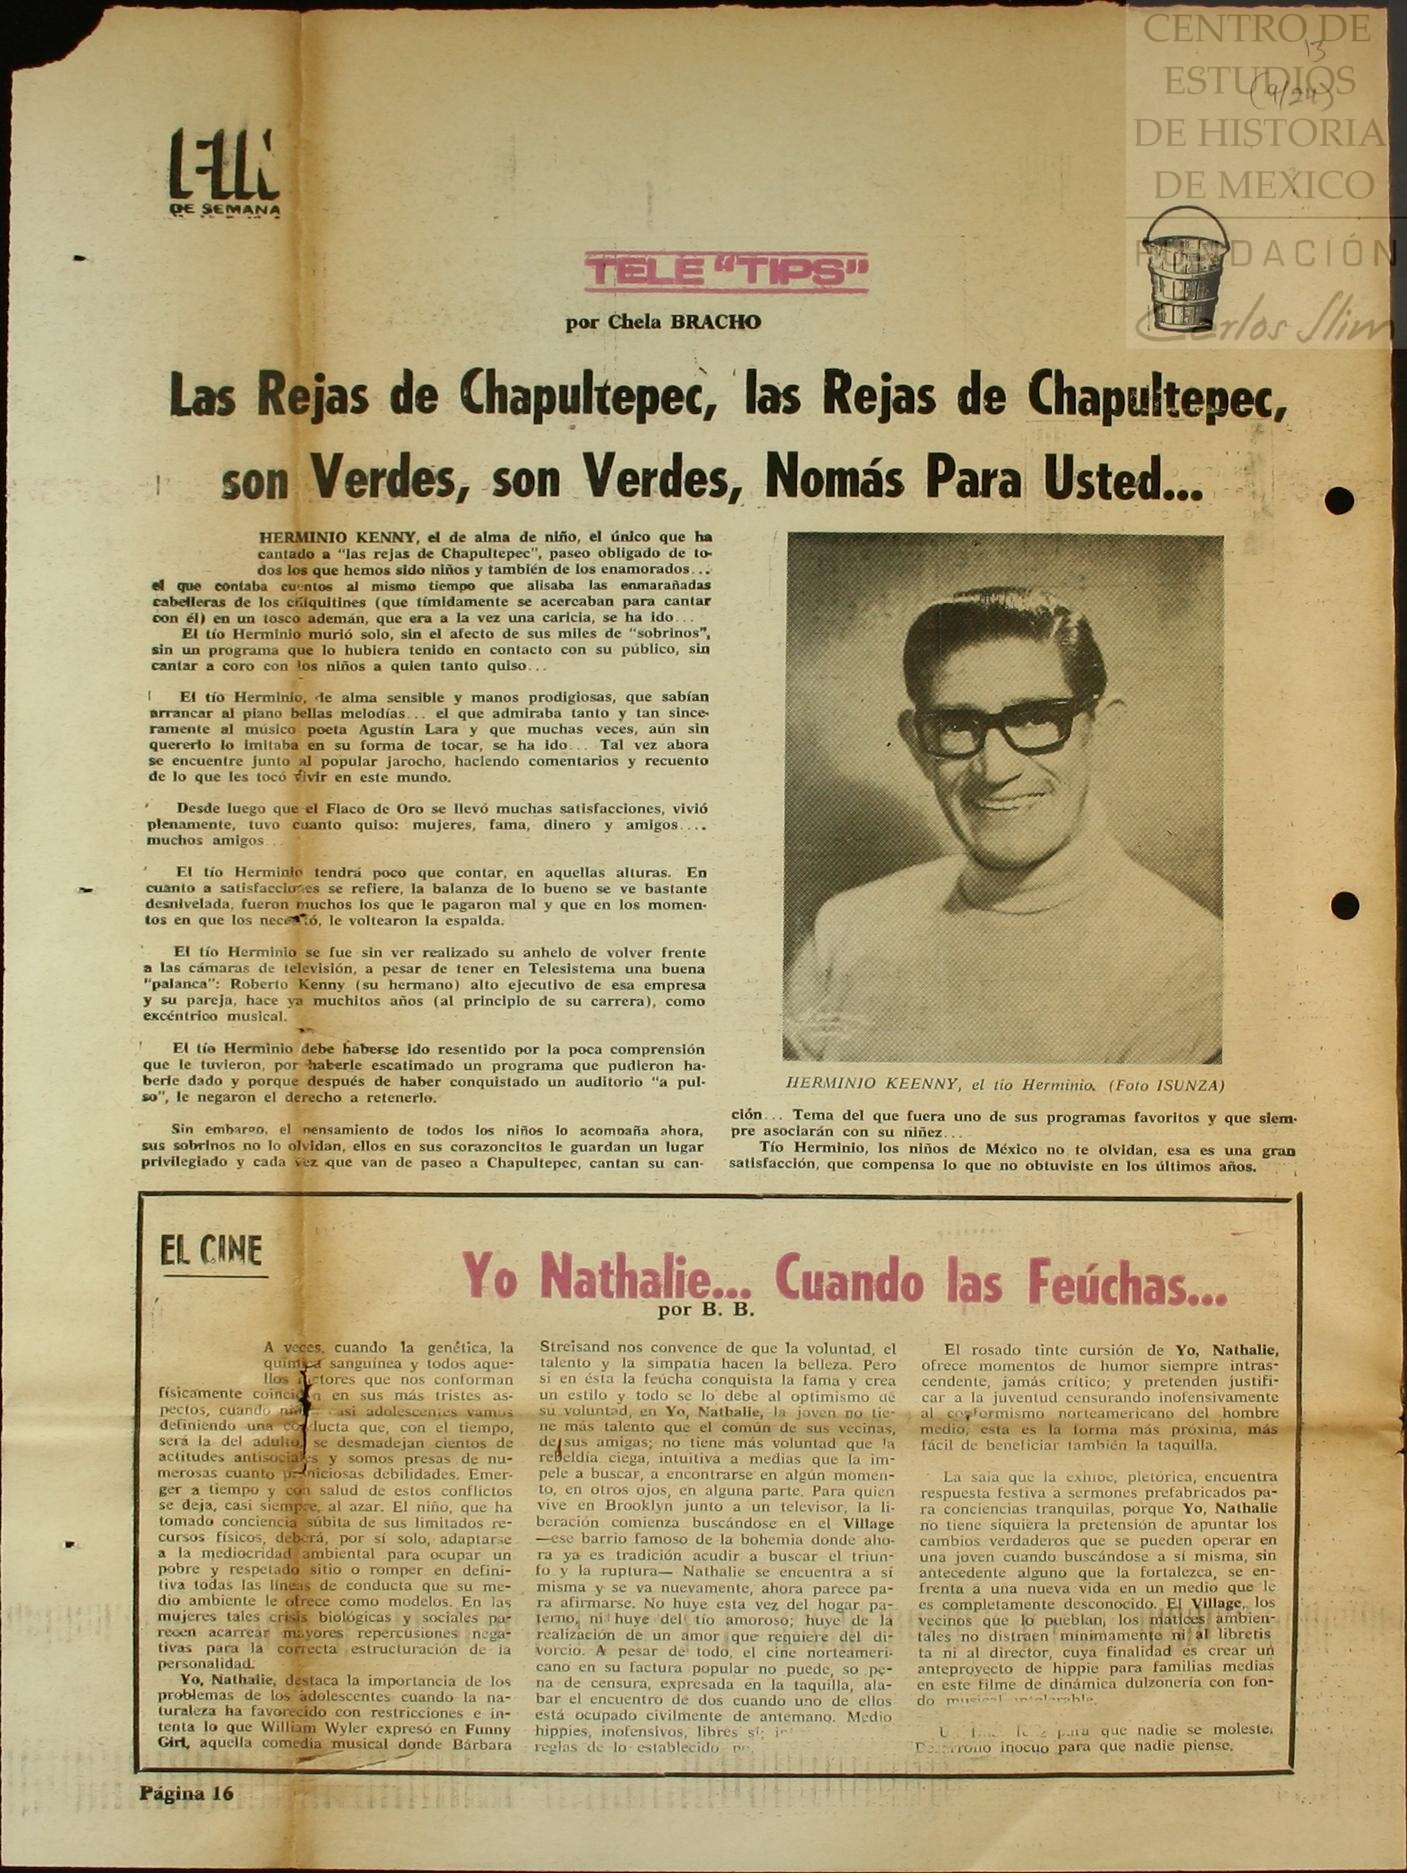 CENTRO DE
ESTUDIOS
DE HISTORIA
DE MEXICO
FUNDACIÓN
Carlos Slim
13
(9/24)
FIN
DE SEMANA
TELE "TIPS"
por Chela BRACHO
Las Rejas de Chapultepec, las Rejas de Chapultepec,
son Verdes, son Verdes, Nomás Para Usted...
HERMINIO KENNY, el de alma de niño, el único que ha
cantado a "las rejas de Chapultepec", paseo obligado de to-
dos los que hemos sido niños y también de los enamorados...
el que contaba cuentos al mismo tiempo que alisaba las enmarañadas
cabelleras de los chiquitines (que tímidamente se acercaban para cantar
con él) en un tosco ademán, que era a la vez una caricia, se ha ido...
El tío Herminio murió solo, sin el afecto de sus miles de "sobrinos",
sin un programa que lo hubiera tenido en contacto con su público, sin
cantar a coro con los niños a quien tanto quiso...
El tío Herminio, de alma sensible y manos prodigiosas, que sabían
arrancar al piano bellas melodías... el que admiraba tanto y tan since-
ramente al músico poeta Agustín Lara y que muchas veces, aún sin
quererlo lo imitaba en su forma de tocar, se ha ido... Tal vez ahora
se encuentre junto al popular jarocho, haciendo comentarios y recuento
de lo que les tocó vivir en este mundo.
Desde luego que el Flaco de Oro se llevó muchas satisfacciones, vivió
plenamente, tuvo cuanto quiso: mujeres, fama, dinero y amigos....
muchos amigos...
El tío Herminio tendrá poco que contar, en aquellas alturas. En
cuanto a satisfacciones se refiere, la balanza de lo bueno se ve bastante
desnivelada, fueron muchos los que le pagaron mal y que en los momen-
tos en que los necesitó, le voltearon la espalda.
El tío Herminio se fue sin ver realizado su anhelo de volver frente
a las cámaras de televisión, a pesar de tener en Telesistema una buena
"palanca": Roberto Kenny (su hermano) alto ejecutivo de esa empresa
y su pareja, hace ya muchitos años (al principio de su carrera), como
excéntrico musical.
El tío Herminio debe haberse ido resentido por la poca comprensión
que le tuvieron, por haberle escatimado un programa que pudieron ha-
berle dado y porque después de haber conquistado un auditorio "a pul-
so", le negaron el derecho a retenerlo.
Sin embargo, el pensamiento de todos los niños lo acompaña ahora,
sus sobrinos no lo olvidan, ellos en sus corazoncitos le guardan un lugar
privilegiado y cada vez que van de paseo a Chapultepec, cantan su can-
HERMINIO KEENNY, el tío Herminio. (Foto ISUNZA)
ción... Tema del que fuera uno de sus programas favoritos y que siem-
pre asociarán con su niñez...
Tío Herminio, los niños de México no te olvidan, esa es una gran
satisfacción, que compensa lo que no obtuviste en los últimos años.
EL CINE
Yo Nathalie... Cuando las Feúchas...
por B. B.
A veces, cuando la genética, la
química sanguínea y todos aque-
llos factores que nos conforman
físicamente coinciden en sus más tristes as-
pectos, cuando casi adolescentes vamos
definiendo una conducta que, con el tiempo,
será la del adulto, se desmadejan cientos de
actitudes antisociales y somos presas de nu-
merosas cuanto perniciosas debilidades. Emer-
ger a tiempo y con salud de estos conflictos
se deja, casi siempre, al azar. El niño, que ha
tomado conciencia súbita de sus limitados re-
cursos físicos, deberá, por sí solo, adaptarse
a la mediocridad ambiental para ocupar un
pobre y respetado sitio o romper en defini-
tiva todas las líneas de conducta que su me-
dio ambiente le ofrece como modelos. En las
mujeres tales crisis biológicas y sociales pa-
recen acarrear mayores repercusiones nega-
tivas para la correcta estructuración de la
personalidad.
Yo, Nathalie, destaca la importancia de los
problemas de los adolescentes cuando la na-
turaleza ha favorecido con restricciones e in-
tenta lo que William Wyler expresó en Funny
Girl, aquella comedia musical donde Bárbara
Streisand nos convence de que la voluntad, el
talento y la simpatía hacen la belleza. Pero
si en ésta la feúcha conquista la fama y crea
un estilo y todo se lo debe al optimismo de
su voluntad, en Yo, Nathalie, la joven no tie-
ne más talento que el común de sus vecinas,
de sus amigas; no tiene más voluntad que la
rebeldía ciega, intuitiva a medias que la im-
pele a buscar, a encontrarse en algún momen-
to, en otros ojos, en alguna parte. Para quien
vive en Brooklyn junto a un televisor, la li-
beración comienza buscándose en el Village
—ese barrio famoso de la bohemia donde aho-
ra ya es tradición acudir a buscar el triun-
fo y la ruptura— Nathalie se encuentra a sí
misma y se va nuevamente, ahora parece pa-
ra afirmarse. No huye esta vez del hogar pa-
terno, ni huye del tío amoroso; huye de la
realización de un amor que requiere del di-
vorcio. A pesar de todo, el cine norteameri-
cano en su factura popular no puede, so pe-
na de censura, expresada en la taquilla, ala-
bar el encuentro de dos cuando uno de ellos
está ocupado civilmente de antemano. Medio
hippies, inofensivos, libres sí;
reglas de lo establecido
El rosado tinte cursión de Yo, Nathalie,
ofrece momentos de humor siempre intras-
cendente, jamás crítico; y pretenden justifi-
car a la juventud censurando inofensivamente
al conformismo norteamericano del hombre
medio, esta es la forma más próxima, más
fácil de beneficiar también la taquilla.
La sala que la exhibe, pletórica, encuentra
respuesta festiva a sermones prefabricados pa-
ra conciencias tranquilas, porque Yo, Nathalie
no tiene siquiera la pretensión de apuntar los
cambios verdaderos que se pueden operar en
una joven cuando buscándose a sí misma, sin
antecedente alguno que la fortalezca, se en-
frenta a una nueva vida en un medio que le
es completamente desconocido. El Village, los
vecinos que lo pueblan, los matices ambien-
tales no distraen mínimamente ni al libretis
ta ni al director, cuya finalidad es crear un
anteproyecto de hippie para familias medias
en este filme de dinámica dulzonería con fon-
do musical intolerable.
para que nadie se moleste.
Desarrollo inocuo para que nadie piense.
Página 16